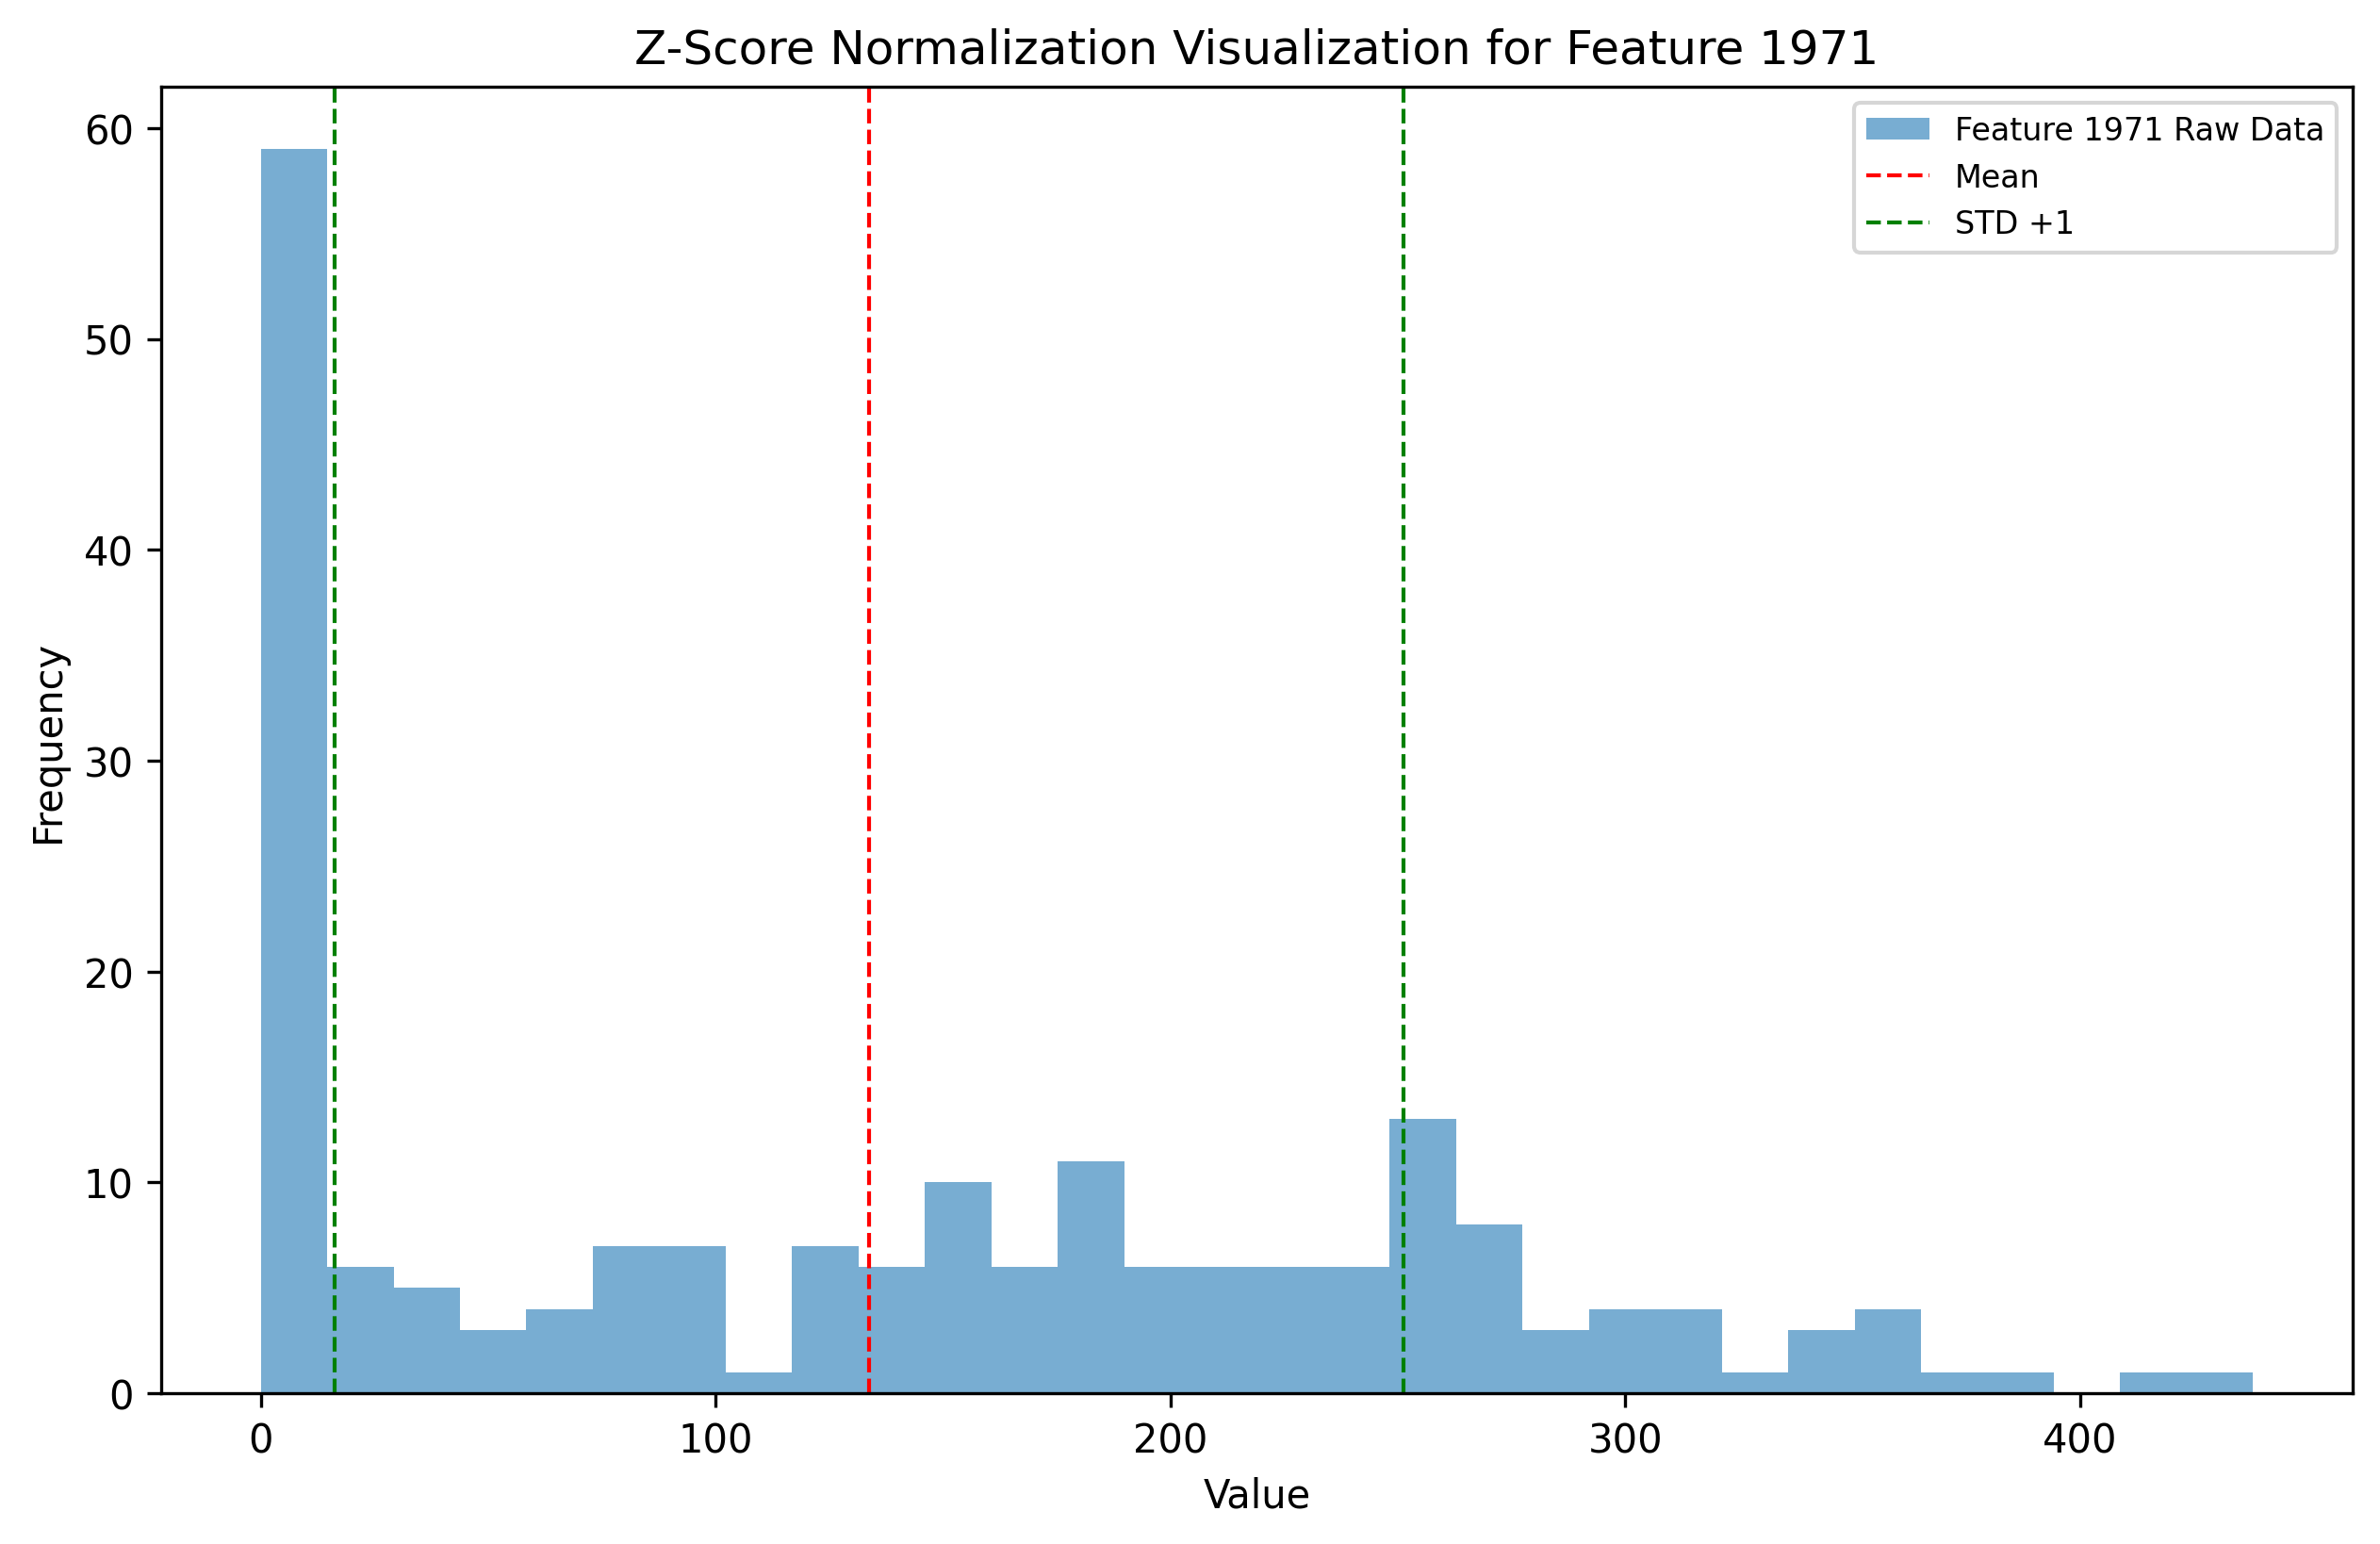 Z-Score Normalization Visualization for Feature 1971
Feature 1971 Raw Data
Mean
STD +1
60
50
40
30
20
10
0
Frequency
0 100 200 300 400
Value